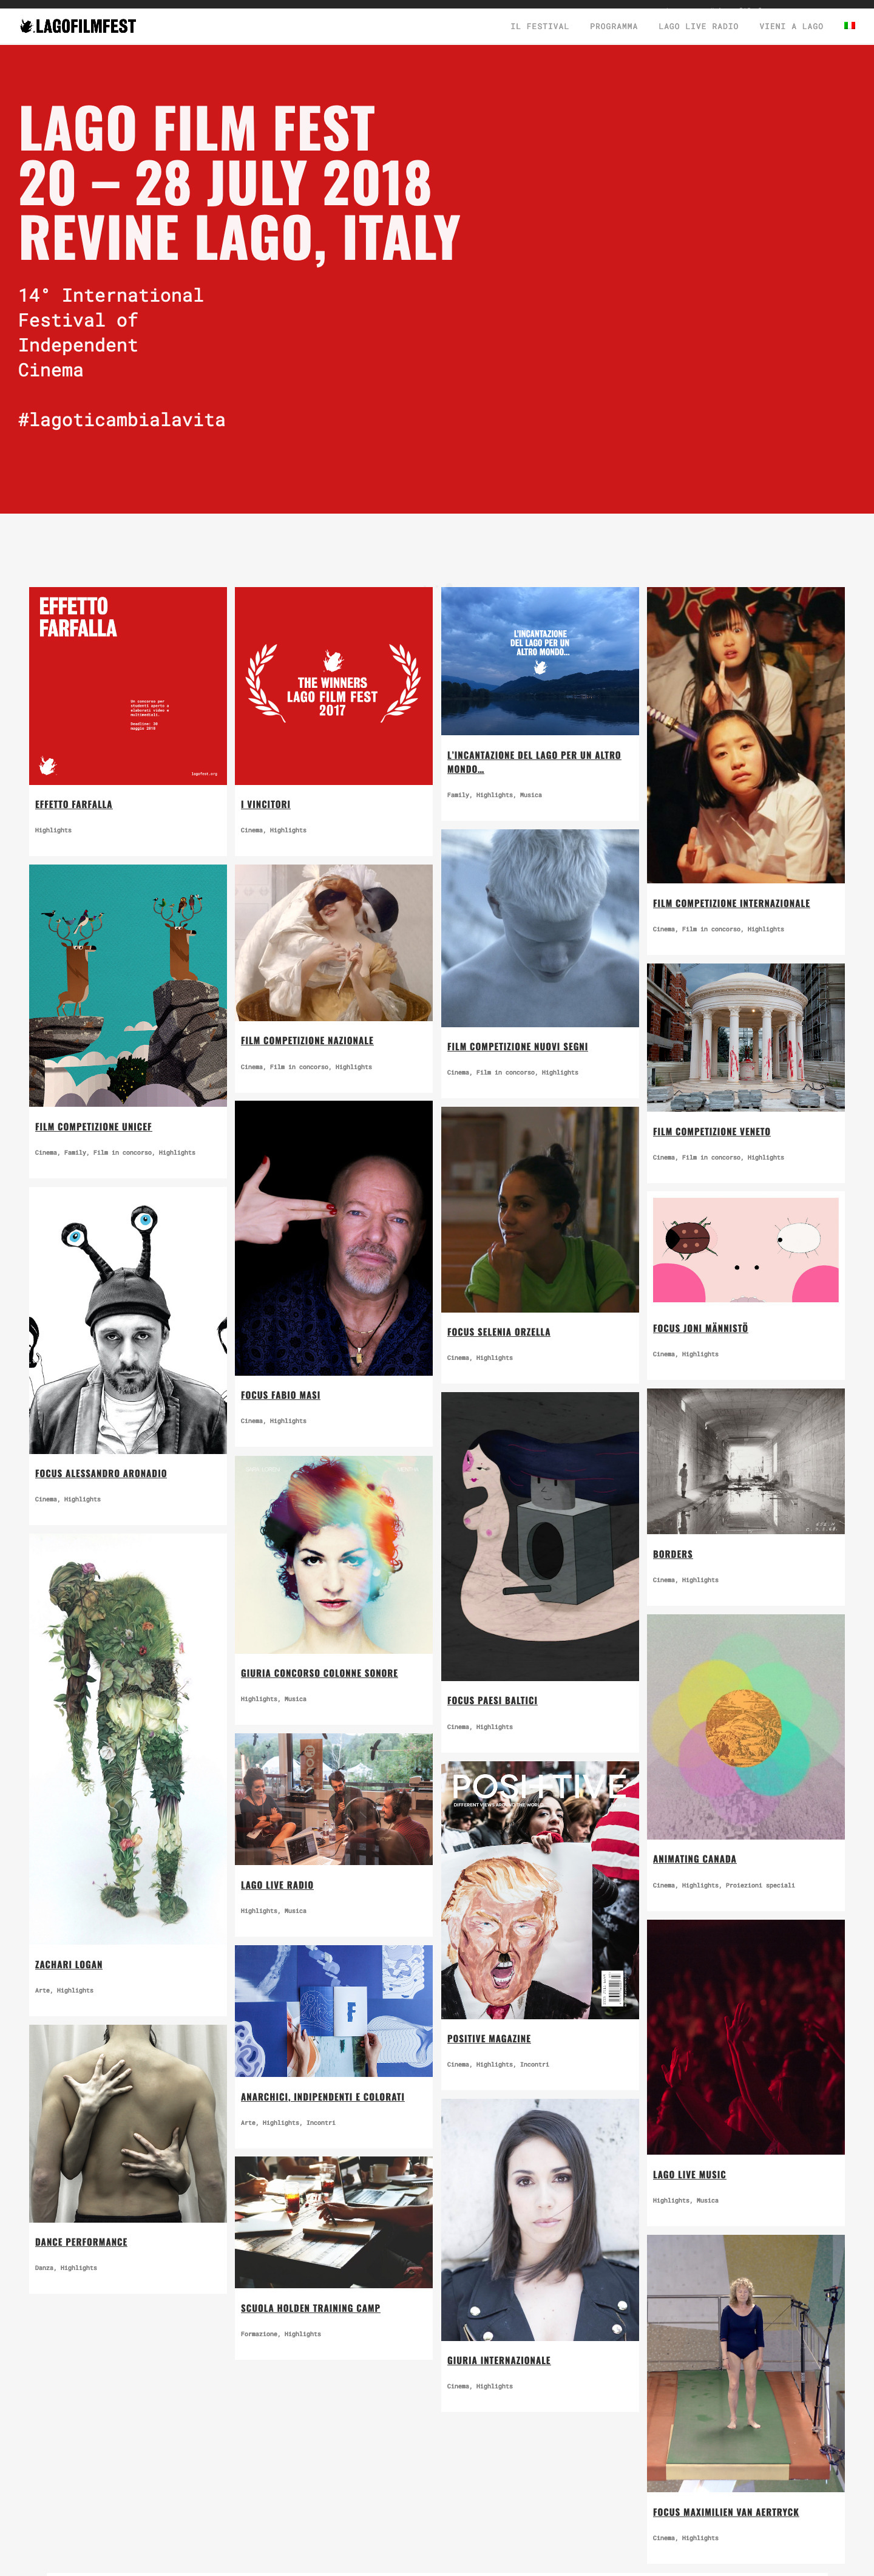 LAGOFILMFEST
IL FESTIVAL
PROGRAMMA
LAGO LIVE RADIO
VIENI A LAGO
LAGO FILM FEST
20 – 28 JULY 2018
REVINE LAGO, ITALY
14° International
Festival of
Independent
Cinema
#lagoticambialavita
EFFETTO
FARFALLA
Un concorso per
studenti aperto a
elaborati video e
multimediali.
Deadline: 30
maggio 2018
lagofest.org
EFFETTO FARFALLA
Highlights
THE WINNERS
LAGO FILM FEST
2017
I VINCITORI
Cinema, Highlights
L'INCANTAZIONE
DEL LAGO PER UN
ALTRO MONDO...
L'INCANTAZIONE DEL LAGO PER UN ALTRO
MONDO…
Family, Highlights, Musica
FILM COMPETIZIONE INTERNAZIONALE
Cinema, Film in concorso, Highlights
FILM COMPETIZIONE UNICEF
Cinema, Family, Film in concorso, Highlights
FILM COMPETIZIONE NAZIONALE
Cinema, Film in concorso, Highlights
FILM COMPETIZIONE NUOVI SEGNI
Cinema, Film in concorso, Highlights
FILM COMPETIZIONE VENETO
Cinema, Film in concorso, Highlights
FOCUS ALESSANDRO ARONADIO
Cinema, Highlights
FOCUS FABIO MASI
Cinema, Highlights
FOCUS SELENIA ORZELLA
Cinema, Highlights
FOCUS JONI MÄNNISTÖ
Cinema, Highlights
BORDERS
Cinema, Highlights
GIURIA CONCORSO COLONNE SONORE
Highlights, Musica
FOCUS PAESI BALTICI
Cinema, Highlights
ANIMATING CANADA
Cinema, Highlights, Proiezioni speciali
ZACHARI LOGAN
Arte, Highlights
LAGO LIVE RADIO
Highlights, Musica
POSI+TIVE
DIFFERENT VIEWS AROUND THE WORLD
POSITIVE MAGAZINE
Cinema, Highlights, Incontri
F
ANARCHICI, INDIPENDENTI E COLORATI
Arte, Highlights, Incontri
LAGO LIVE MUSIC
Highlights, Musica
DANCE PERFORMANCE
Danza, Highlights
SCUOLA HOLDEN TRAINING CAMP
Formazione, Highlights
GIURIA INTERNAZIONALE
Cinema, Highlights
FOCUS MAXIMILIEN VAN AERTRYCK
Cinema, Highlights